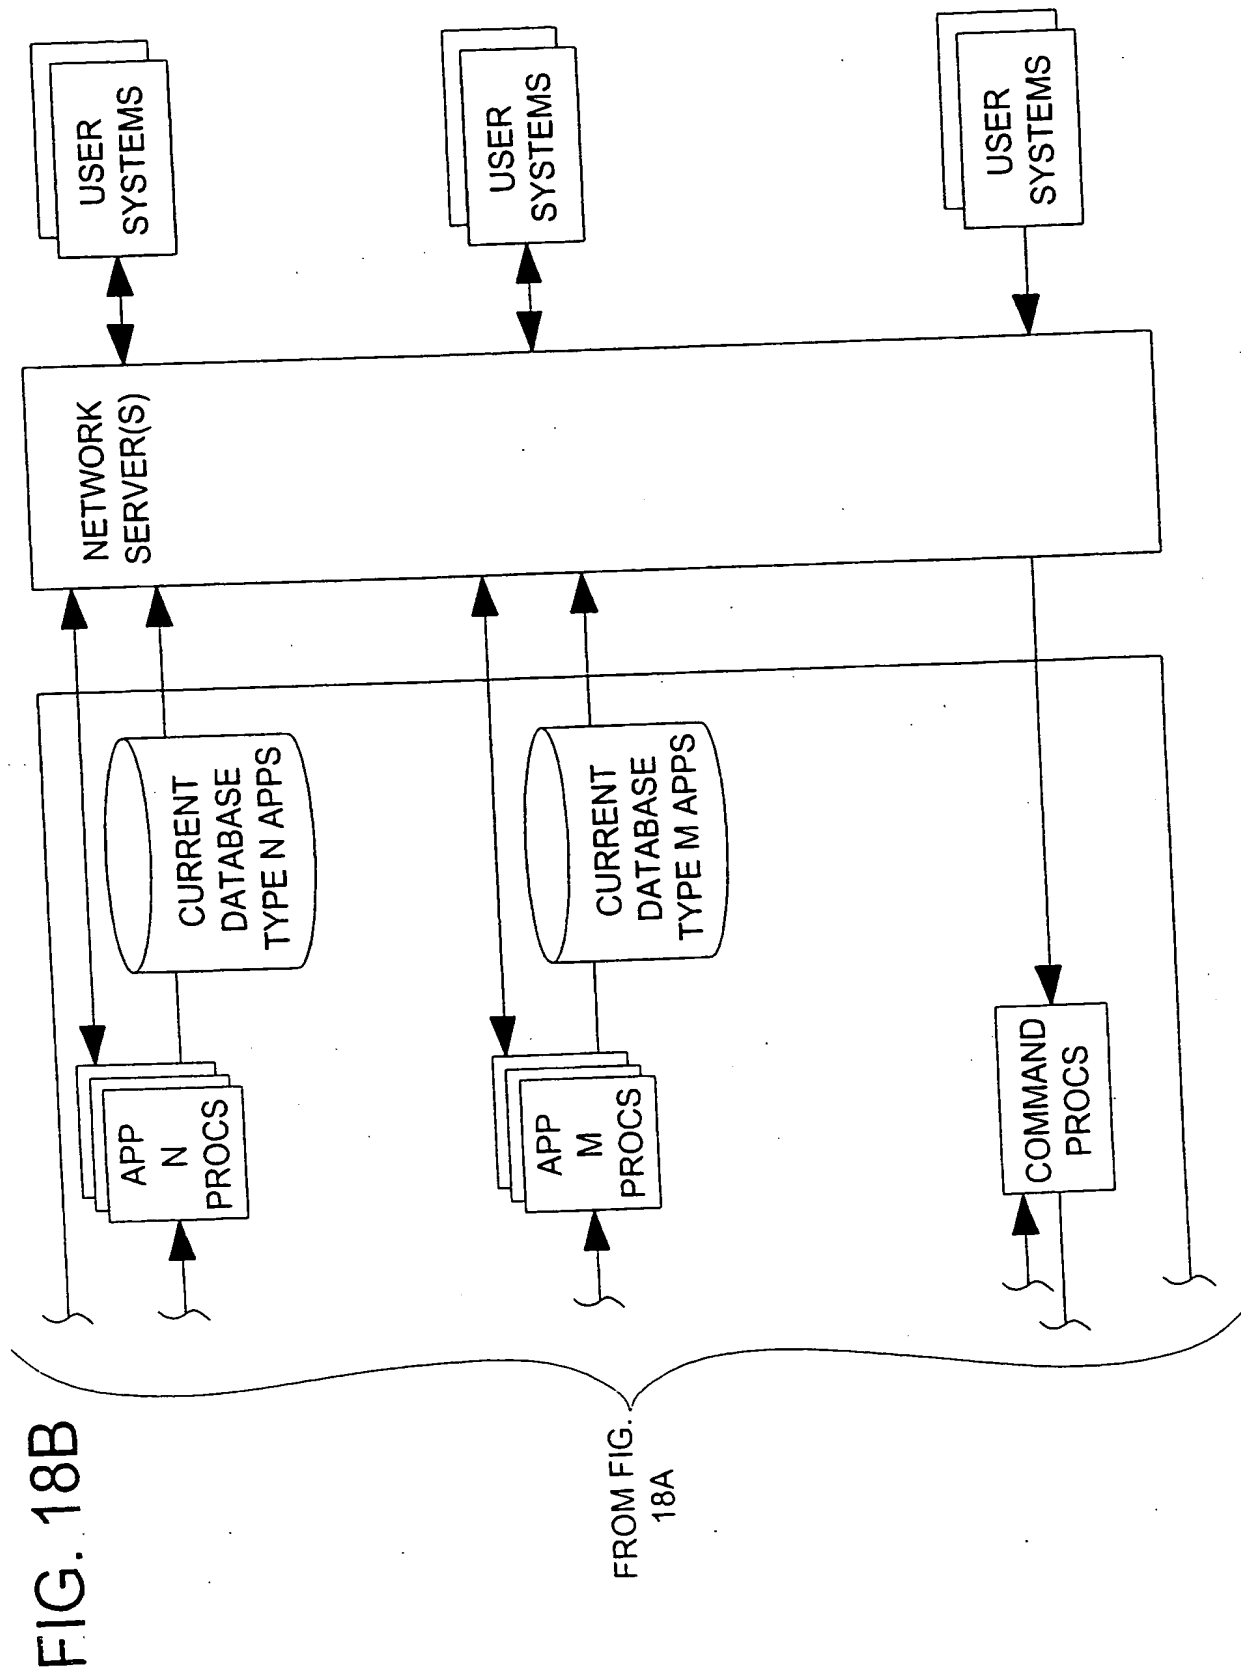 FIG. 18B
FROM FIG.
18A
APP
N
PROCS
CURRENT
DATABASE
TYPE N APPS
NETWORK
SERVER(S)
USER
SYSTEMS
APP
M
PROCS
CURRENT
DATABASE
TYPE M APPS
USER
SYSTEMS
COMMAND
PROCS
USER
SYSTEMS